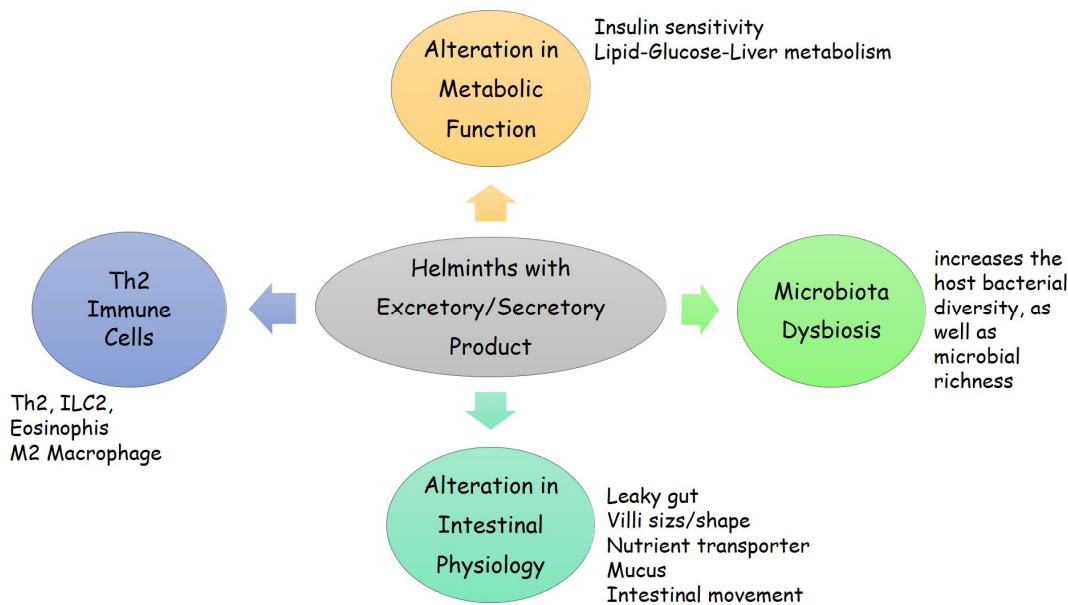 Insulin sensitivity
Lipid-Glucose-Liver metabolism
Alteration in
Metabolic
Function
Th2
Immune
Cells
Th2, ILC2,
Eosinophis
M2 Macrophage
Helminths with
Excretory/Secretory
Product
Microbiota
Dysbiosis
increases the
host bacterial
diversity, as
well as
microbial
richness
Alteration in
Intestinal
Physiology
Leaky gut
Villi sizs/shape
Nutrient transporter
Mucus
Intestinal movement